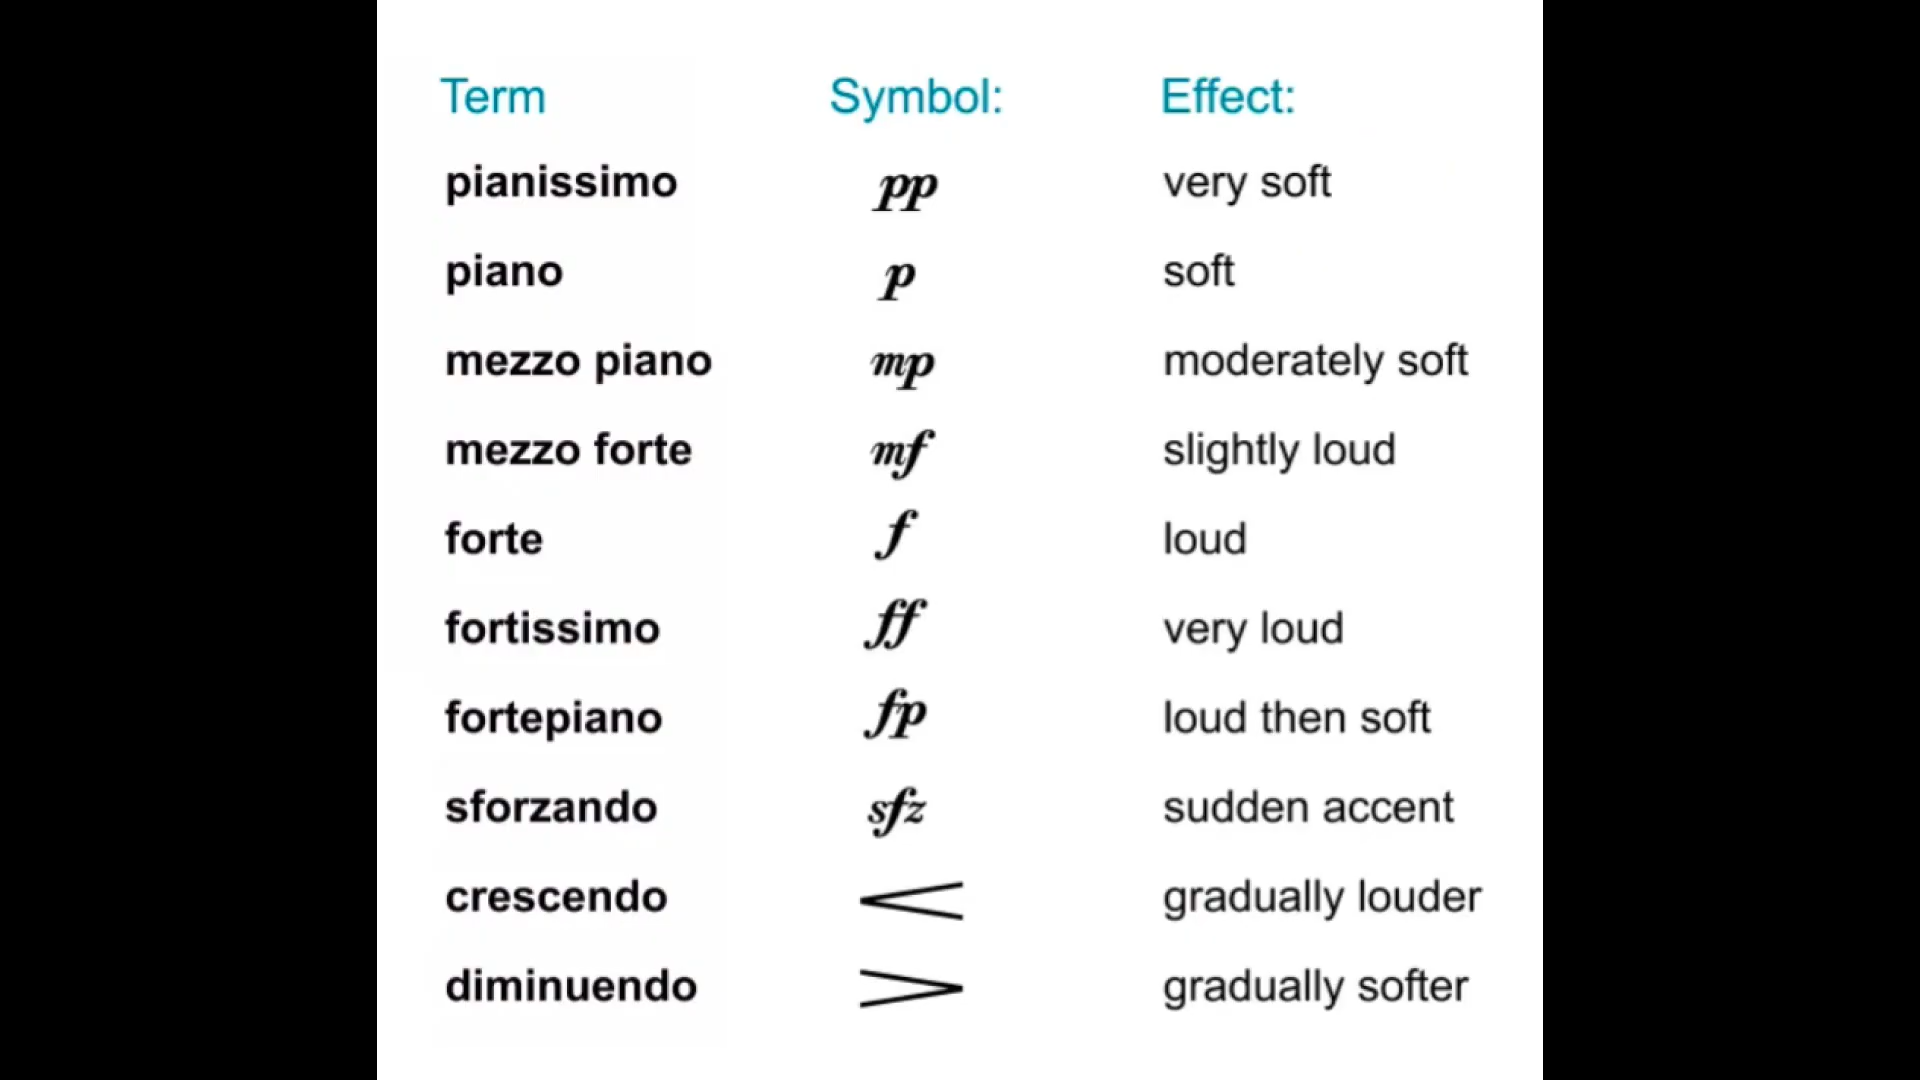 Term Symbol: Effect:
pianissimo pp very soft
piano p soft
mezzo piano mp moderately soft
mezzo forte mf slightly loud
forte f loud
fortissimo ff very loud
fortepiano fp loud then soft
sforzando sfz sudden accent
crescendo gradually louder
diminuendo gradually softer